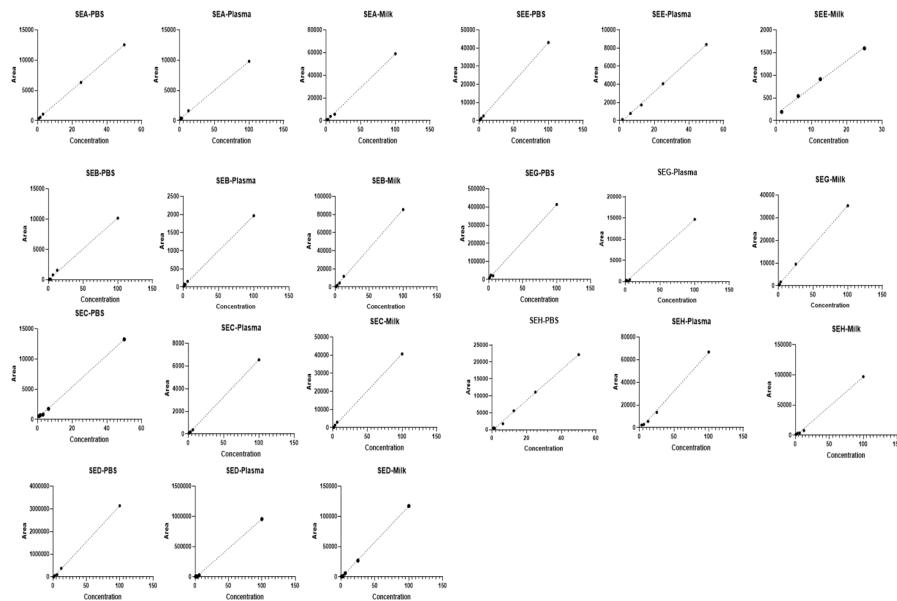 SEA-PBS
Area
15000
10000
5000
0
0 20 40 60
Concentration
SEA-Plasma
Area
15000
10000
5000
0
0 50 100 150
Concentration
SEA-Milk
Area
80000
60000
40000
20000
0
0 50 100 150
Concentration
SEE-PBS
Area
50000
40000
30000
20000
10000
0
0 50 100 150
Concentration
SEE-Plasma
Area
10000
8000
6000
4000
2000
0
0 20 40 60
Concentration
SEE-Milk
Area
2000
1500
1000
500
0
0 10 20 30
Concentration
SEB-PBS
Area
15000
10000
5000
0
0 50 100 150
Concentration
SEB-Plasma
Area
2500
2000
1500
1000
500
0
0 50 100 150
Concentration
SEB-Milk
Area
100000
80000
60000
40000
20000
0
0 50 100 150
Concentration
SEG-PBS
Area
500000
400000
300000
200000
100000
0
0 50 100 150
Concentration
SEG-Plasma
Area
20000
15000
10000
5000
0
0 50 100 150
Concentration
SEG-Milk
Area
40000
30000
20000
10000
0
0 50 100 150
Concentration
SEC-PBS
Area
15000
10000
5000
0
0 20 40 60
Concentration
SEC-Plasma
Area
8000
6000
4000
2000
0
0 50 100 150
Concentration
SEC-Milk
Area
50000
40000
30000
20000
10000
0
0 50 100 150
Concentration
SEH-PBS
Area
25000
20000
15000
10000
5000
0
0 20 40 60
Concentration
SEH-Plasma
Area
80000
60000
40000
20000
0
0 50 100 150
Concentration
SEH-Milk
Area
150000
100000
50000
0
0 50 100 150
Concentration
SED-PBS
Area
4000000
3000000
2000000
1000000
0
0 50 100 150
Concentration
SED-Plasma
Area
1500000
1000000
500000
0
0 50 100 150
Concentration
SED-Milk
Area
150000
100000
50000
0
0 50 100 150
Concentration